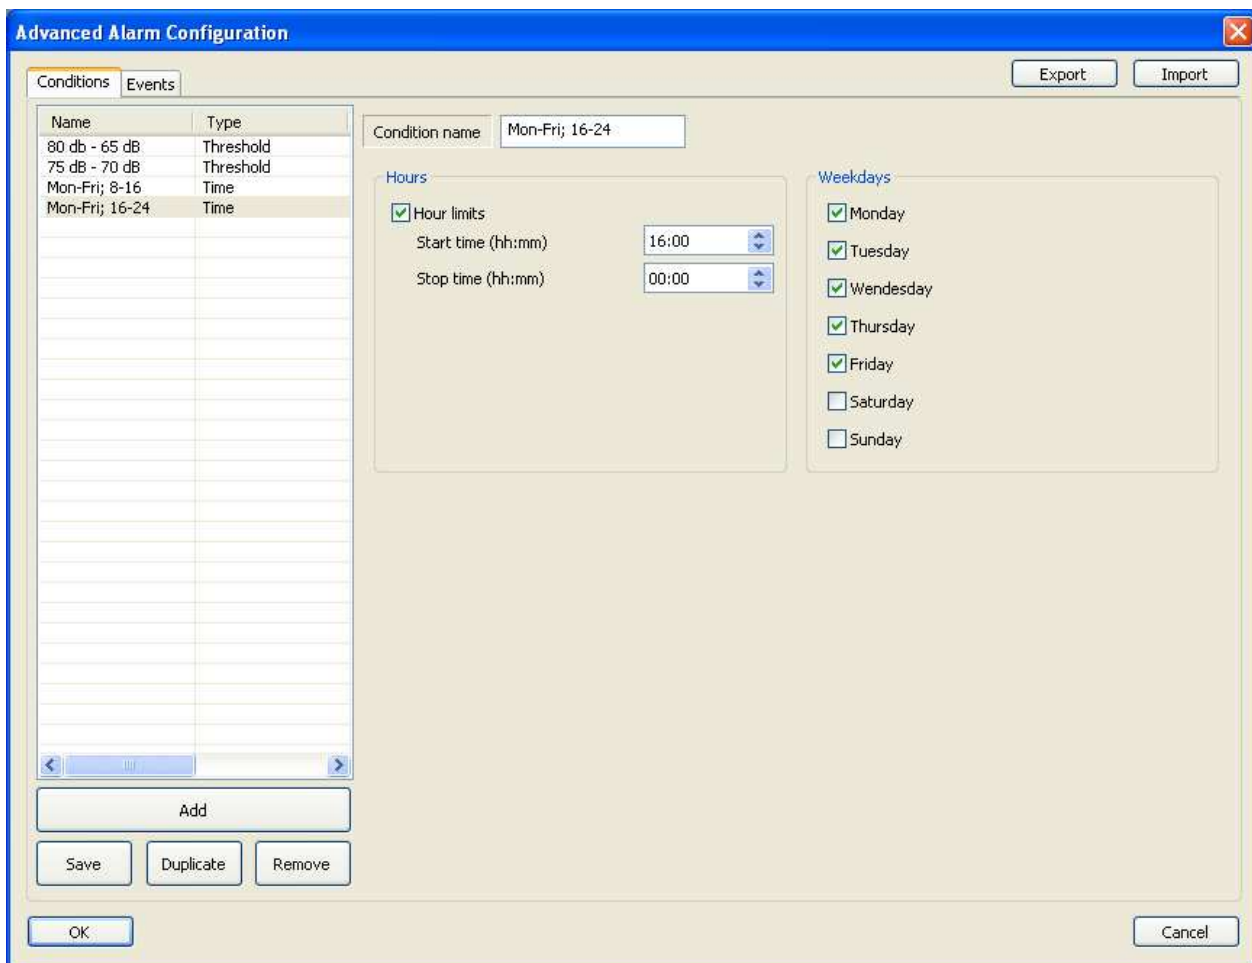 Advanced Alarm Configuration
Conditions Events Export Import
Name Type
80 db - 65 dB Threshold
75 dB - 70 dB Threshold
Mon-Fri; 8-16 Time
Mon-Fri; 16-24 Time
Condition name Mon-Fri; 16-24
Hours
Hour limits
Start time (hh:mm) 16:00
Stop time (hh:mm) 00:00
Weekdays
Monday
Tuesday
Wendesday
Thursday
Friday
Saturday
Sunday
Add
Save Duplicate Remove
OK Cancel